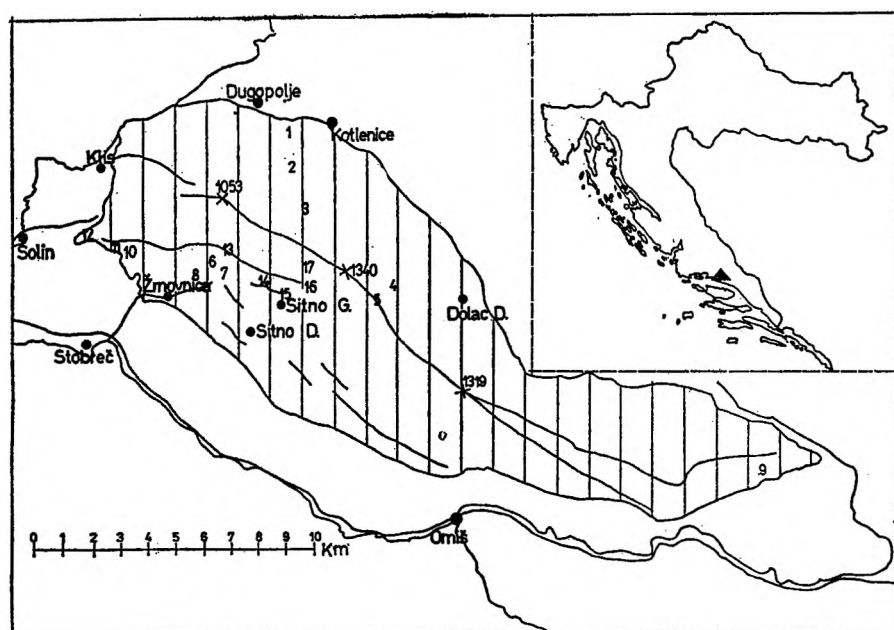 Dugopolje
1
Kotlenice
Klis
2
1053
3
12
Solin
11
10
13
6
17
1340
8
7
14
16
4
Žrnovnica
15
5
Sitno G.
Dolac D.
Sitno D.
Stobreč
1319
9
0 1 2 3 4 5 6 7 8 9 10
Km
Omiš